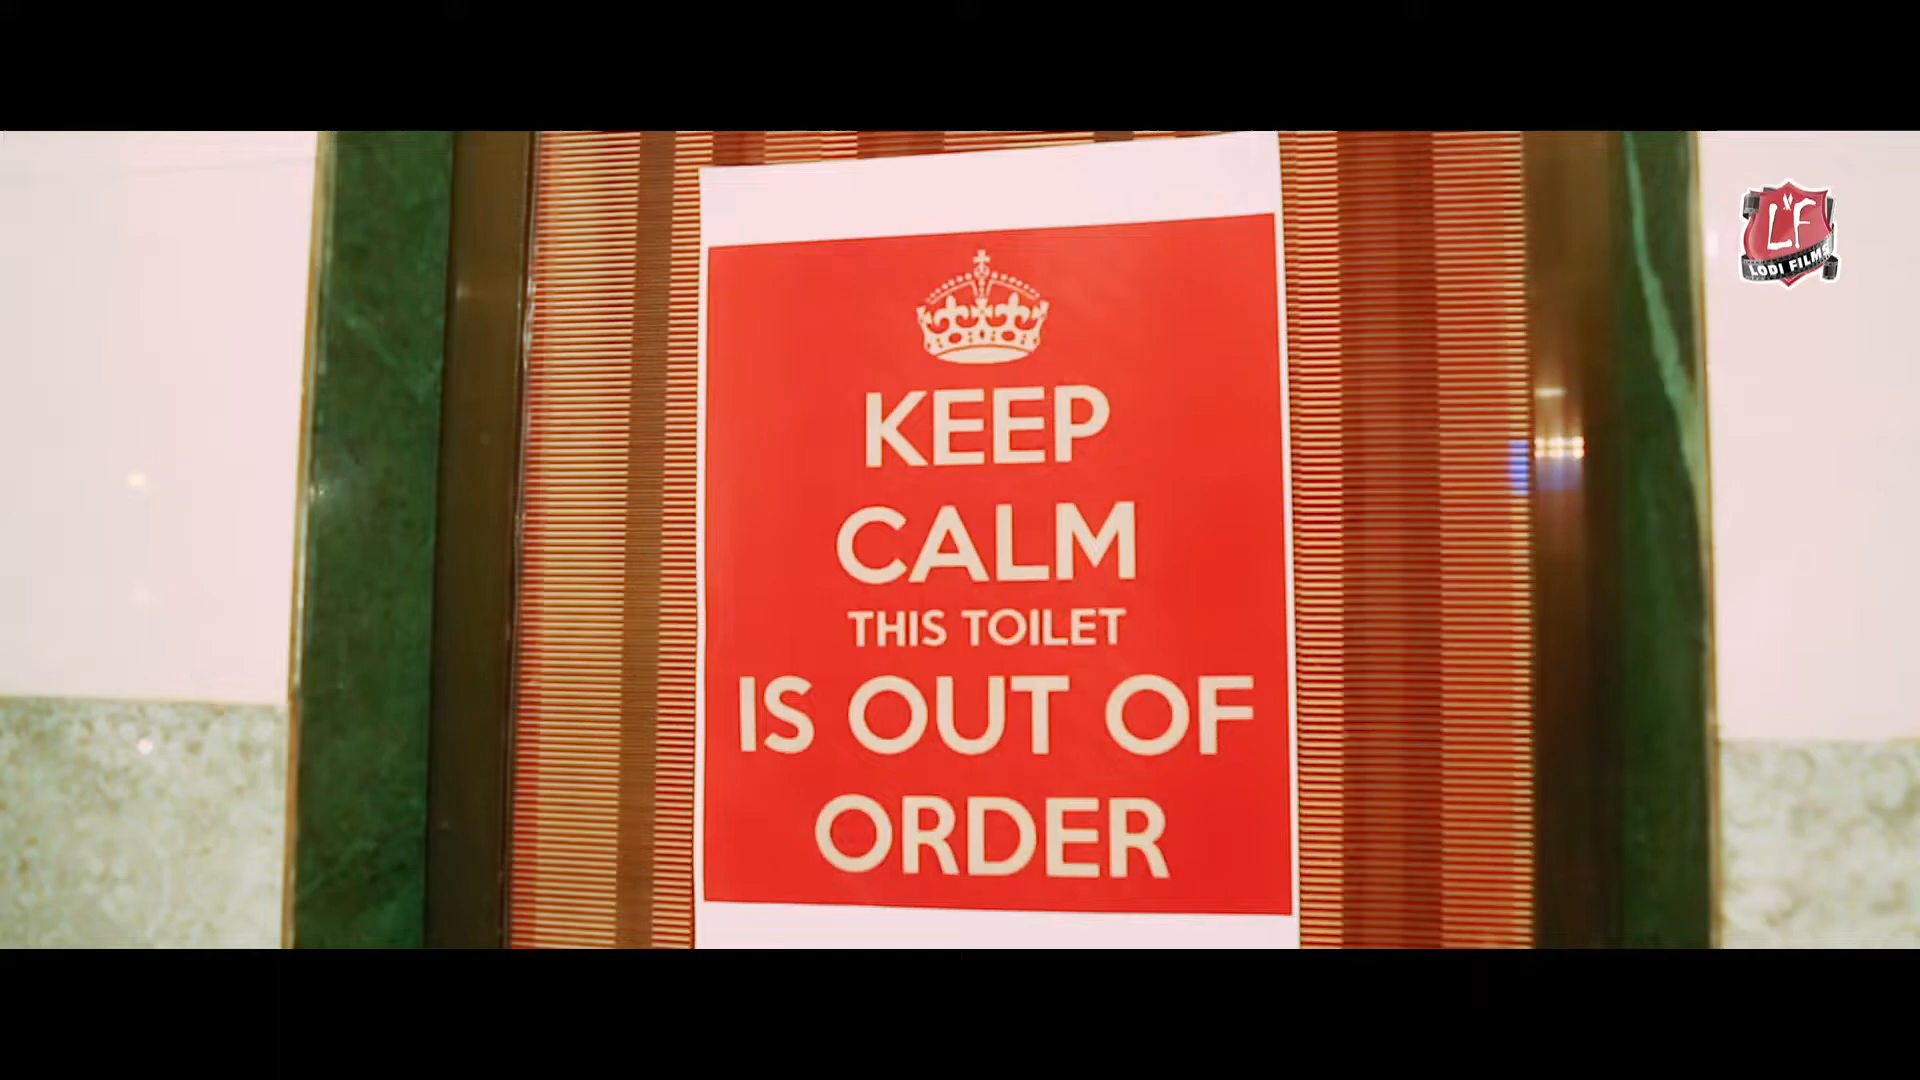 KEEP
CALM
THIS TOILET
IS OUT OF
ORDER
LF
LODI FILMS